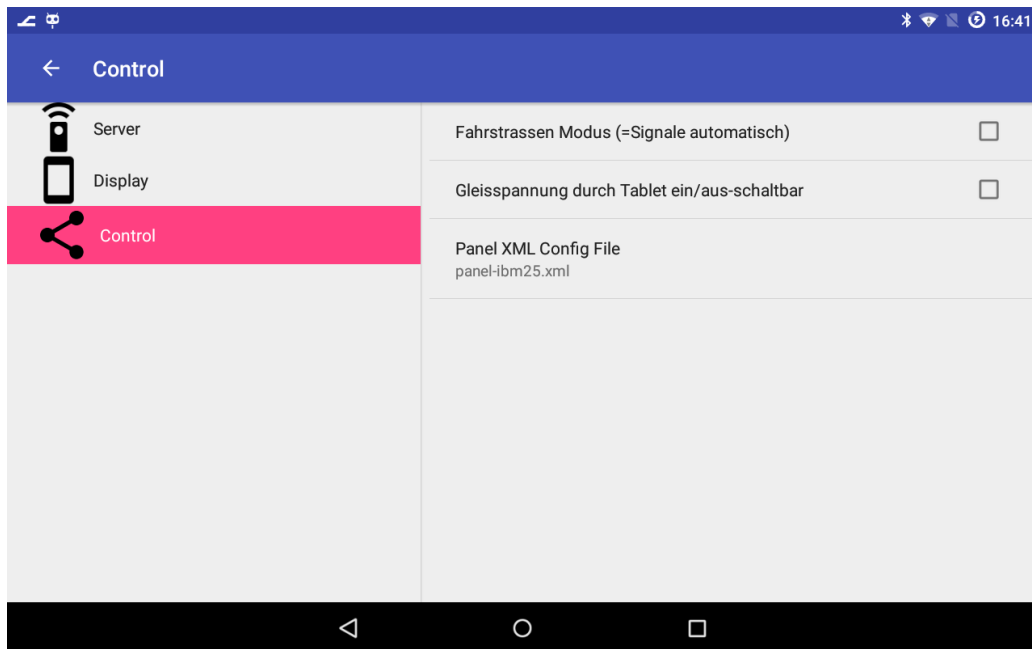 16:41
Control
Server
Display
Control
Fahrstrassen Modus (=Signale automatisch)
Gleisspannung durch Tablet ein/aus-schaltbar
Panel XML Config File
panel-ibm25.xml